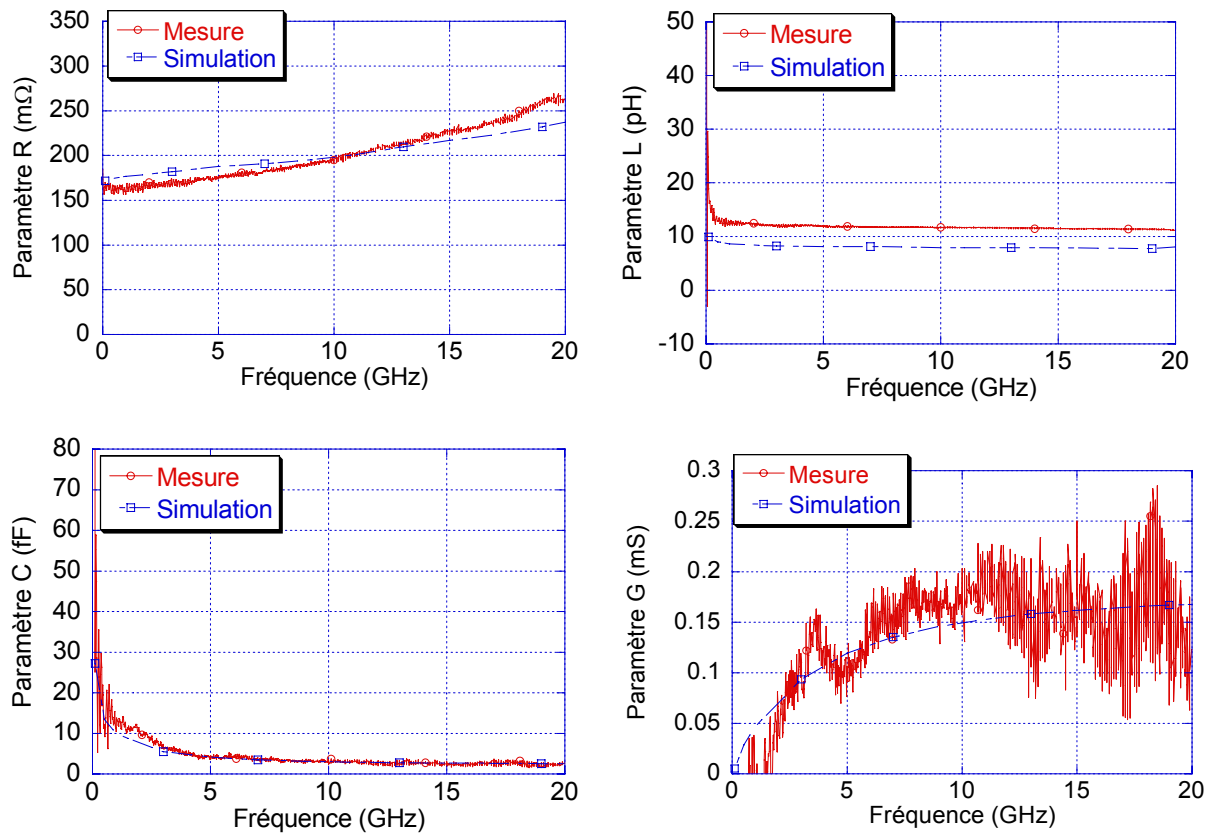 350
300
250
200
150
100
50
0
Paramètre R (mΩ)
Mesure
Simulation
0 5 10 15 20
Fréquence (GHz)
50
40
30
20
10
0
-10
Paramètre L (pH)
Mesure
Simulation
0 5 10 15 20
Fréquence (GHz)
80
70
60
50
40
30
20
10
0
Paramètre C (fF)
Mesure
Simulation
0 5 10 15 20
Fréquence (GHz)
0.3
0.25
0.2
0.15
0.1
0.05
0
Paramètre G (mS)
Mesure
Simulation
0 5 10 15 20
Fréquence (GHz)